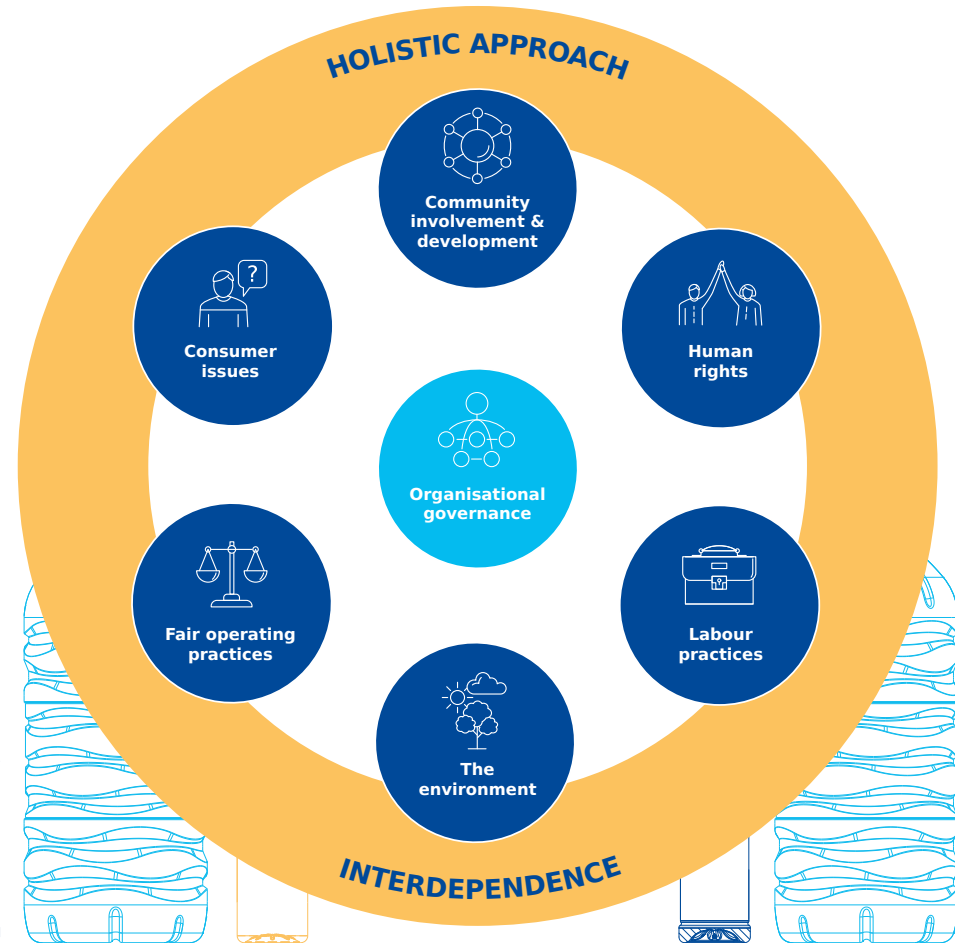 HOLISTIC APPROACH
Community
involvement &
development
Consumer
issues
?
Human
rights
Organisational
governance
Fair operating
practices
Labour
practices
The
environment
INTERDEPENDENCE